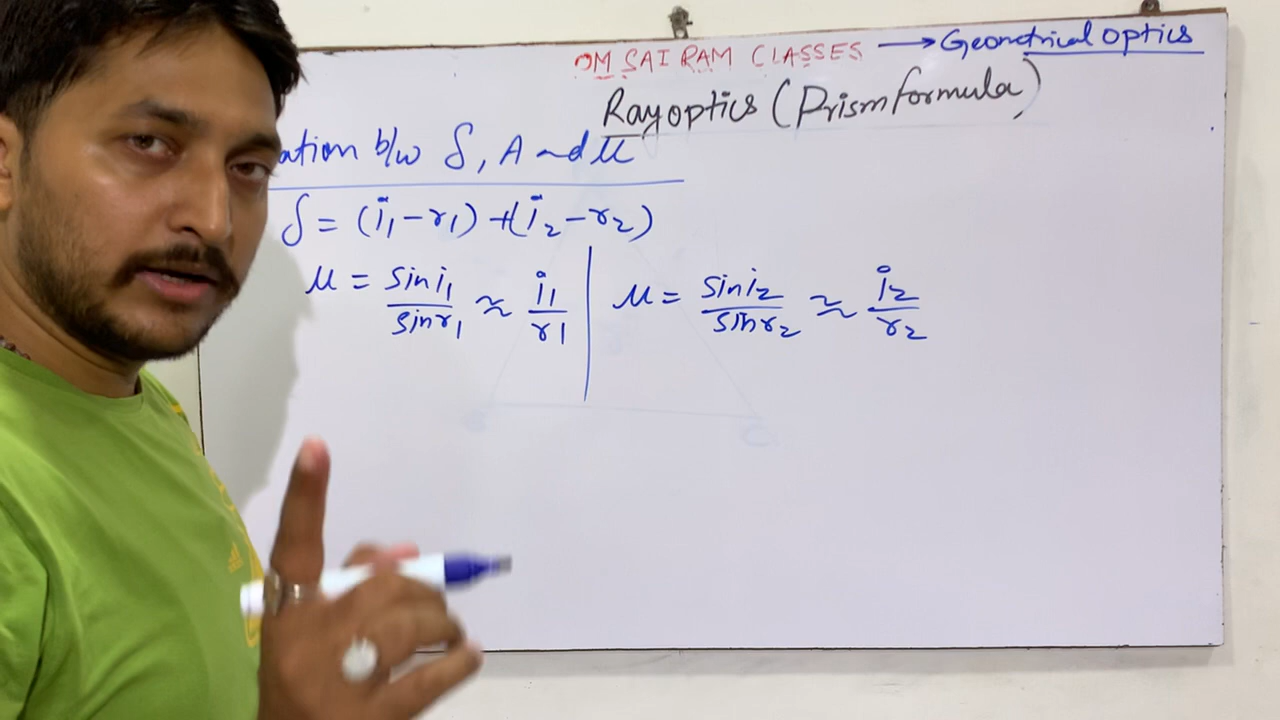 OM SAI RAM CLASSES → Geometrical optics
Ray optics (Prism formula)
ation b/w δ, A and μ
δ = (i₁-r₁) + (i₂-r₂)
μ = sin i₁/sin r₁ ≈ i₁/r₁ | μ = sin i₂/sin r₂ ≈ i₂/r₂